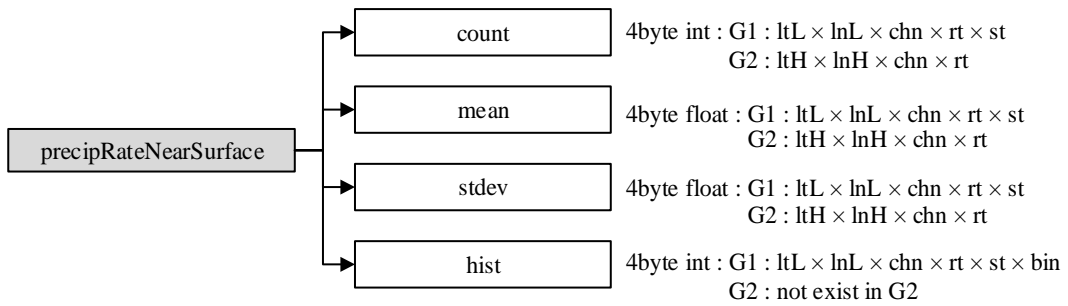 count
4byte int : G1 : ltL × lnL × chn × rt × st
G2 : ltH × lnH × chn × rt
mean
4byte float : G1 : ltL × lnL × chn × rt × st
G2 : ltH × lnH × chn × rt
precipRateNearSurface
stdev
4byte float : G1 : ltL × lnL × chn × rt × st
G2 : ltH × lnH × chn × rt
hist
4byte int : G1 : ltL × lnL × chn × rt × st × bin
G2 : not exist in G2